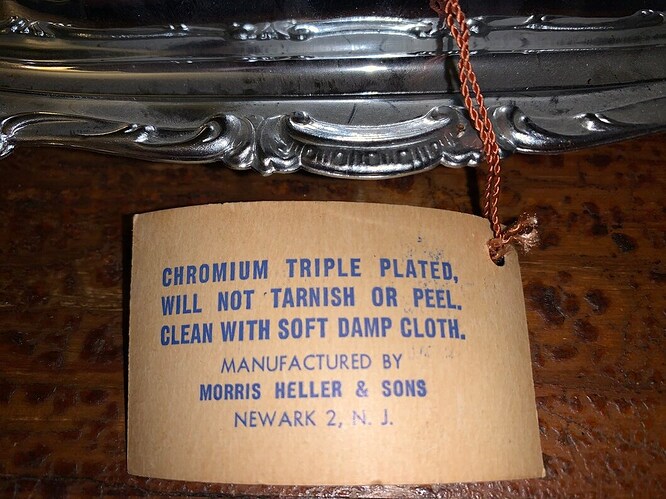 CHROMIUM TRIPLE PLATED,
WILL NOT TARNISH OR PEEL.
CLEAN WITH SOFT DAMP CLOTH.
MANUFACTURED BY
MORRIS HELLER & SONS
NEWARK 2, N. J.